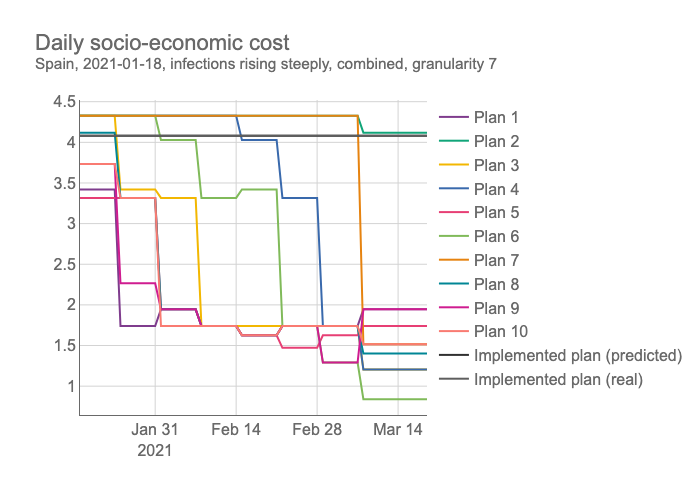 Daily socio-economic cost
Spain, 2021-01-18, infections rising steeply, combined, granularity 7
4.5
4
3.5
3
2.5
2
1.5
1
Jan 31
2021
Feb 14
Feb 28
Mar 14
Plan 1
Plan 2
Plan 3
Plan 4
Plan 5
Plan 6
Plan 7
Plan 8
Plan 9
Plan 10
Implemented plan (predicted)
Implemented plan (real)